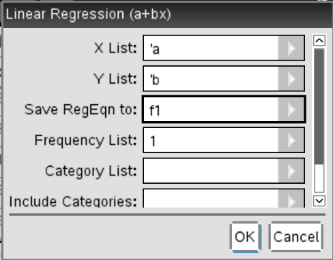 Linear Regression (a+bx)
X List: 'a
Y List: 'b
Save RegEqn to: f1
Frequency List: 1
Category List:
Include Categories:
OK Cancel